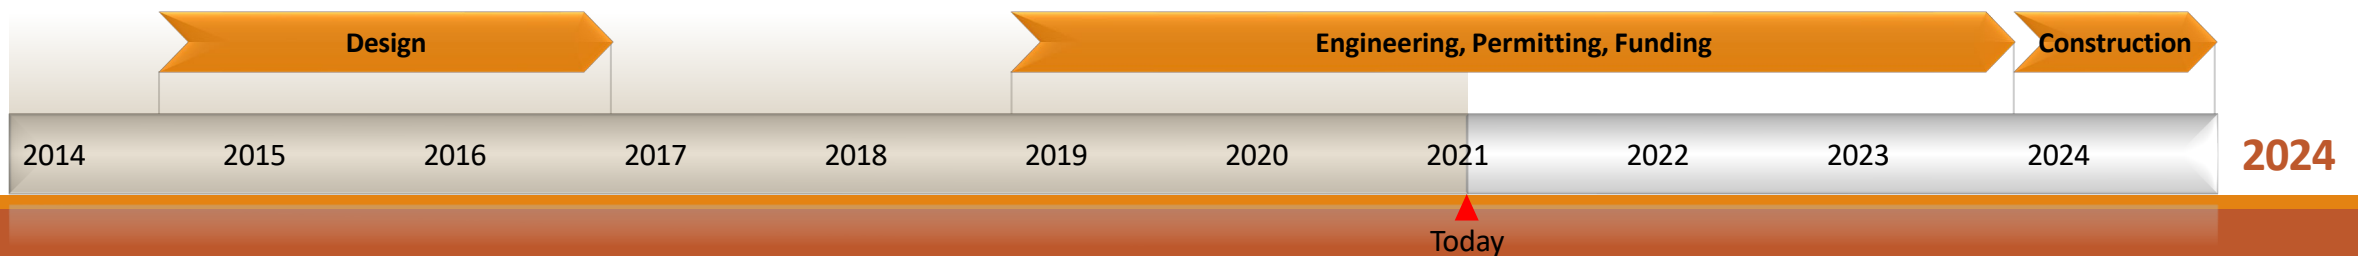 Design
Engineering, Permitting, Funding
Construction
2014 2015 2016 2017 2018 2019 2020 2021 2022 2023 2024
2024
Today